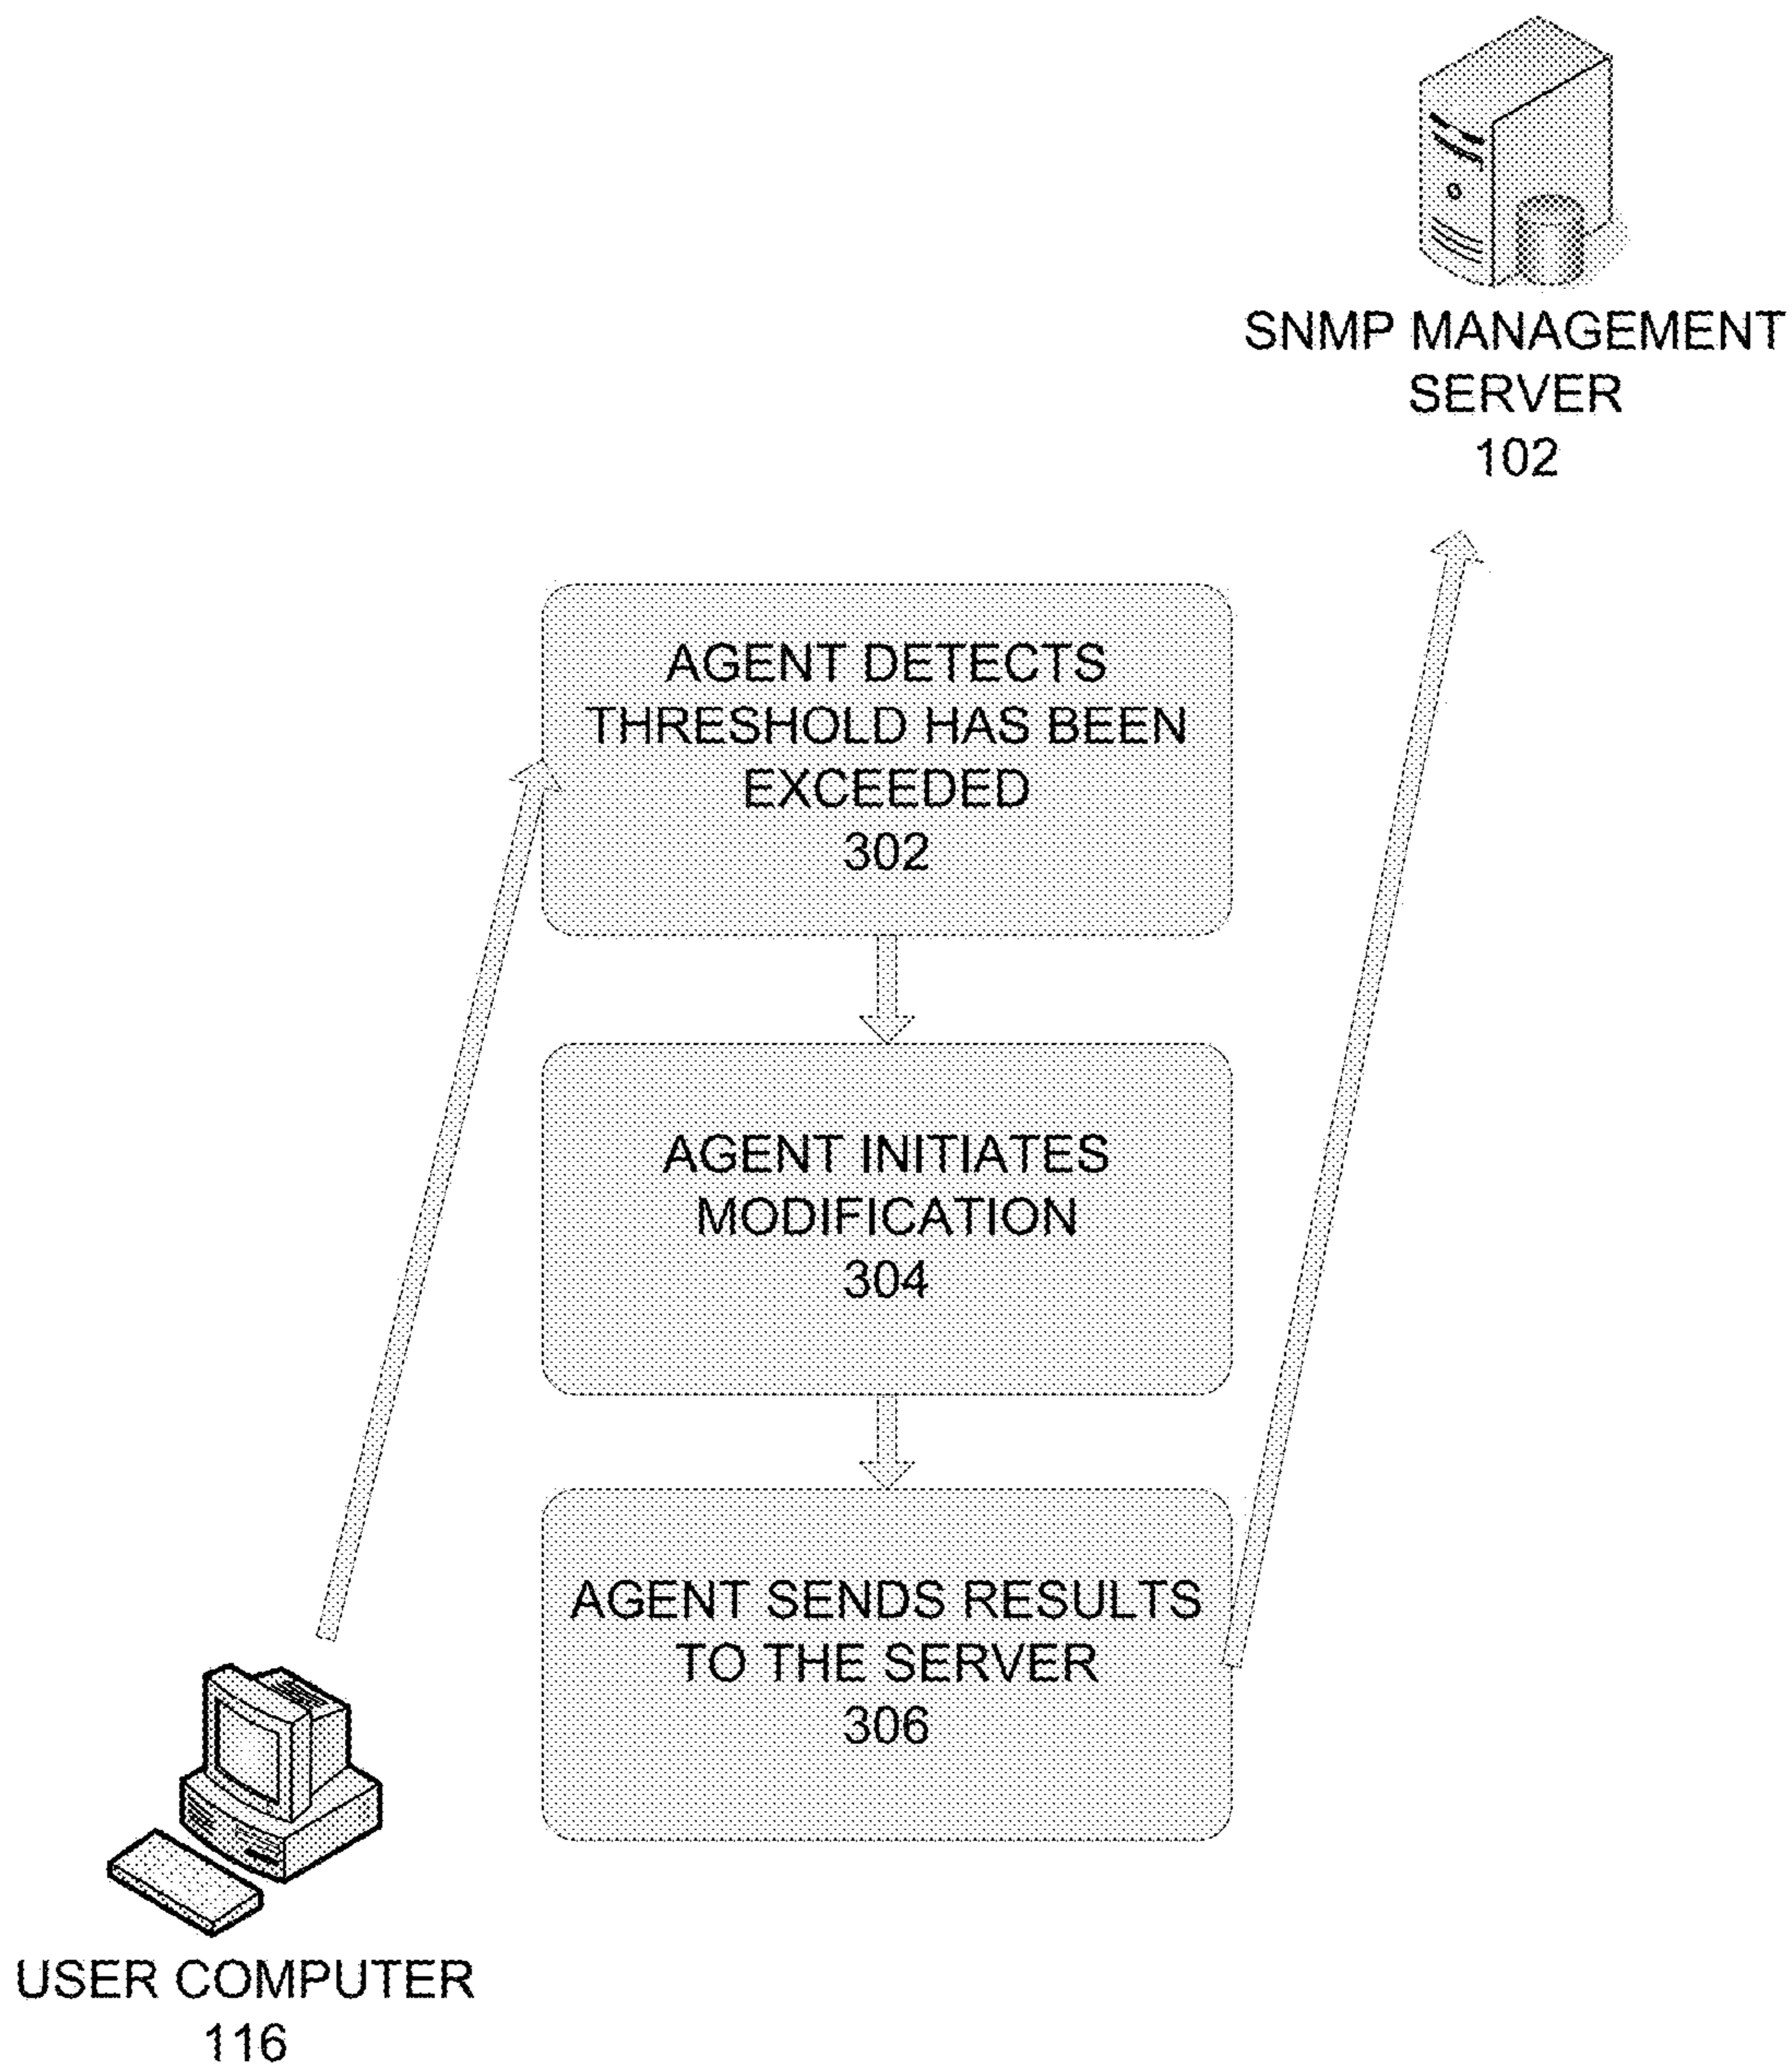 SNMP MANAGEMENT
SERVER
102
AGENT DETECTS
THRESHOLD HAS BEEN
EXCEEDED
302
AGENT INITIATES
MODIFICATION
304
AGENT SENDS RESULTS
TO THE SERVER
306
USER COMPUTER
116